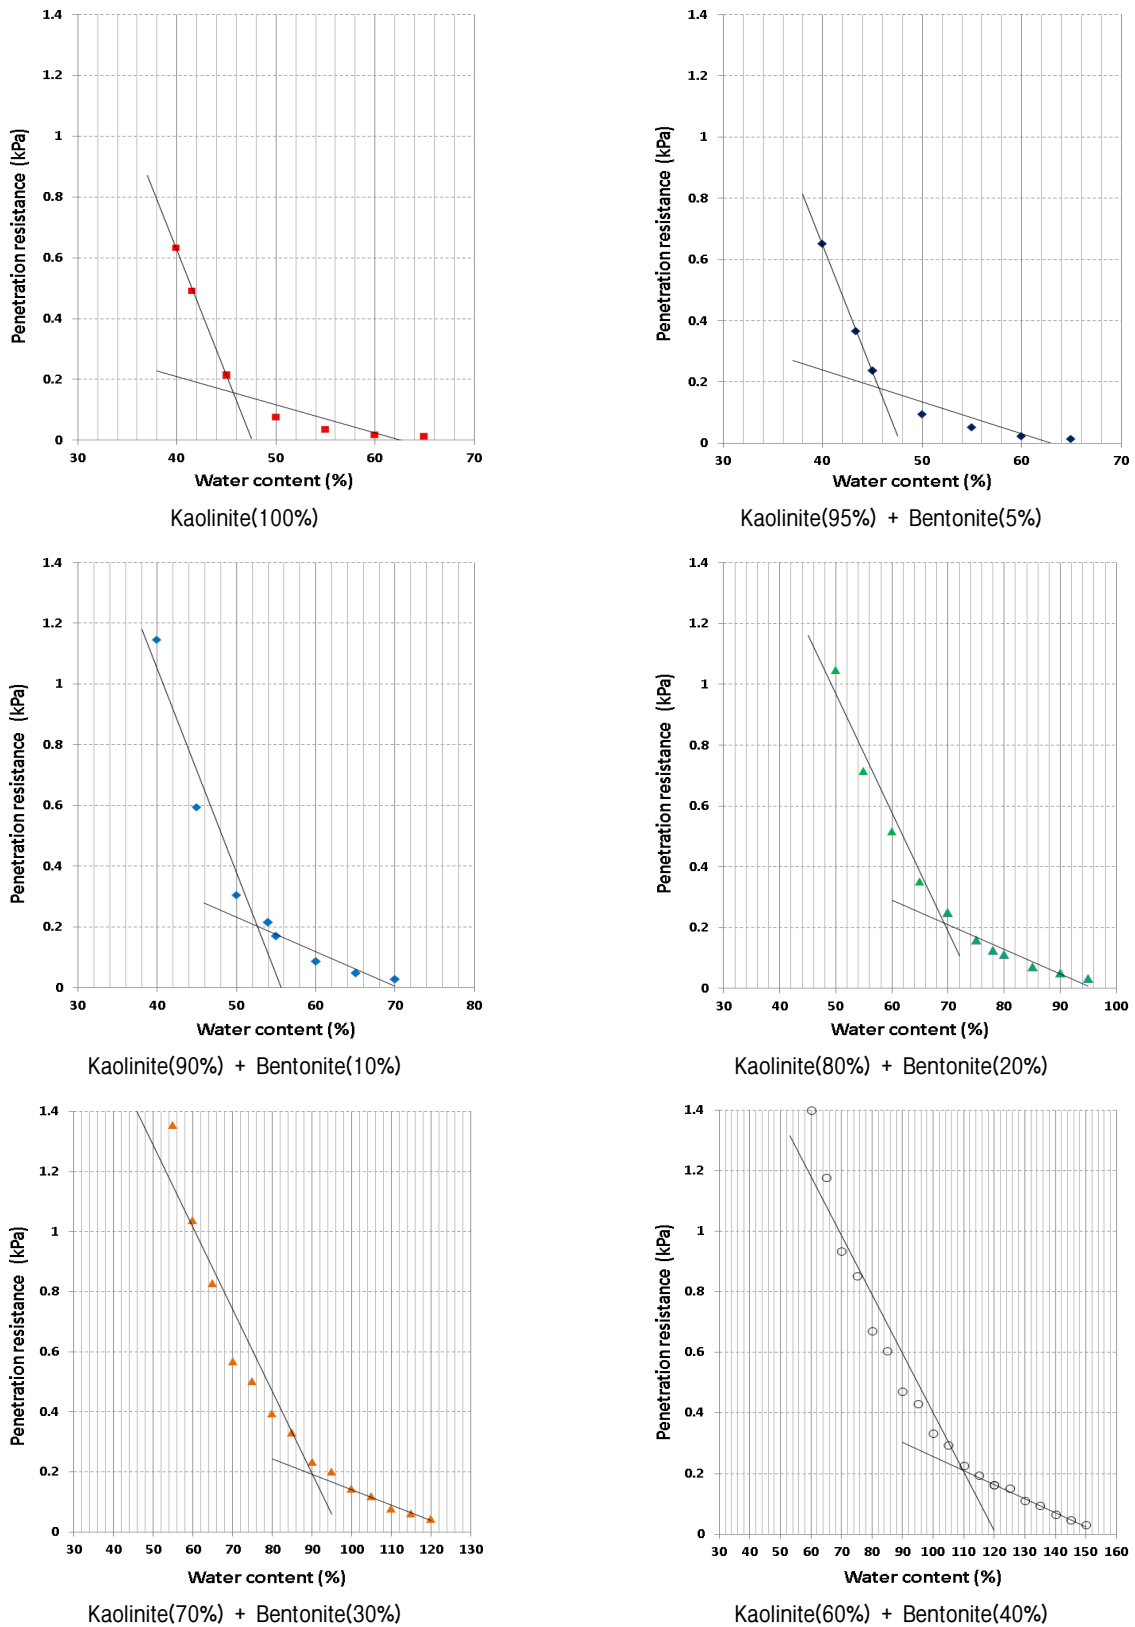 1.4
1.2
1
0.8
0.6
0.4
0.2
0
30 40 50 60 70
Penetration resistance (kPa)
Water content (%)
Kaolinite(100%)
1.4
1.2
1
0.8
0.6
0.4
0.2
0
30 40 50 60 70
Penetration resistance (kPa)
Water content (%)
Kaolinite(95%) + Bentonite(5%)
1.4
1.2
1
0.8
0.6
0.4
0.2
0
30 40 50 60 70 80
Penetration resistance (kPa)
Water content (%)
Kaolinite(90%) + Bentonite(10%)
1.4
1.2
1
0.8
0.6
0.4
0.2
0
30 40 50 60 70 80 90 100
Penetration resistance (kPa)
Water content (%)
Kaolinite(80%) + Bentonite(20%)
1.4
1.2
1
0.8
0.6
0.4
0.2
0
30 40 50 60 70 80 90 100 110 120 130
Penetration resistance (kPa)
Water content (%)
Kaolinite(70%) + Bentonite(30%)
1.4
1.2
1
0.8
0.6
0.4
0.2
0
30 40 50 60 70 80 90 100 110 120 130 140 150 160
Penetration resistance (kPa)
Water content (%)
Kaolinite(60%) + Bentonite(40%)